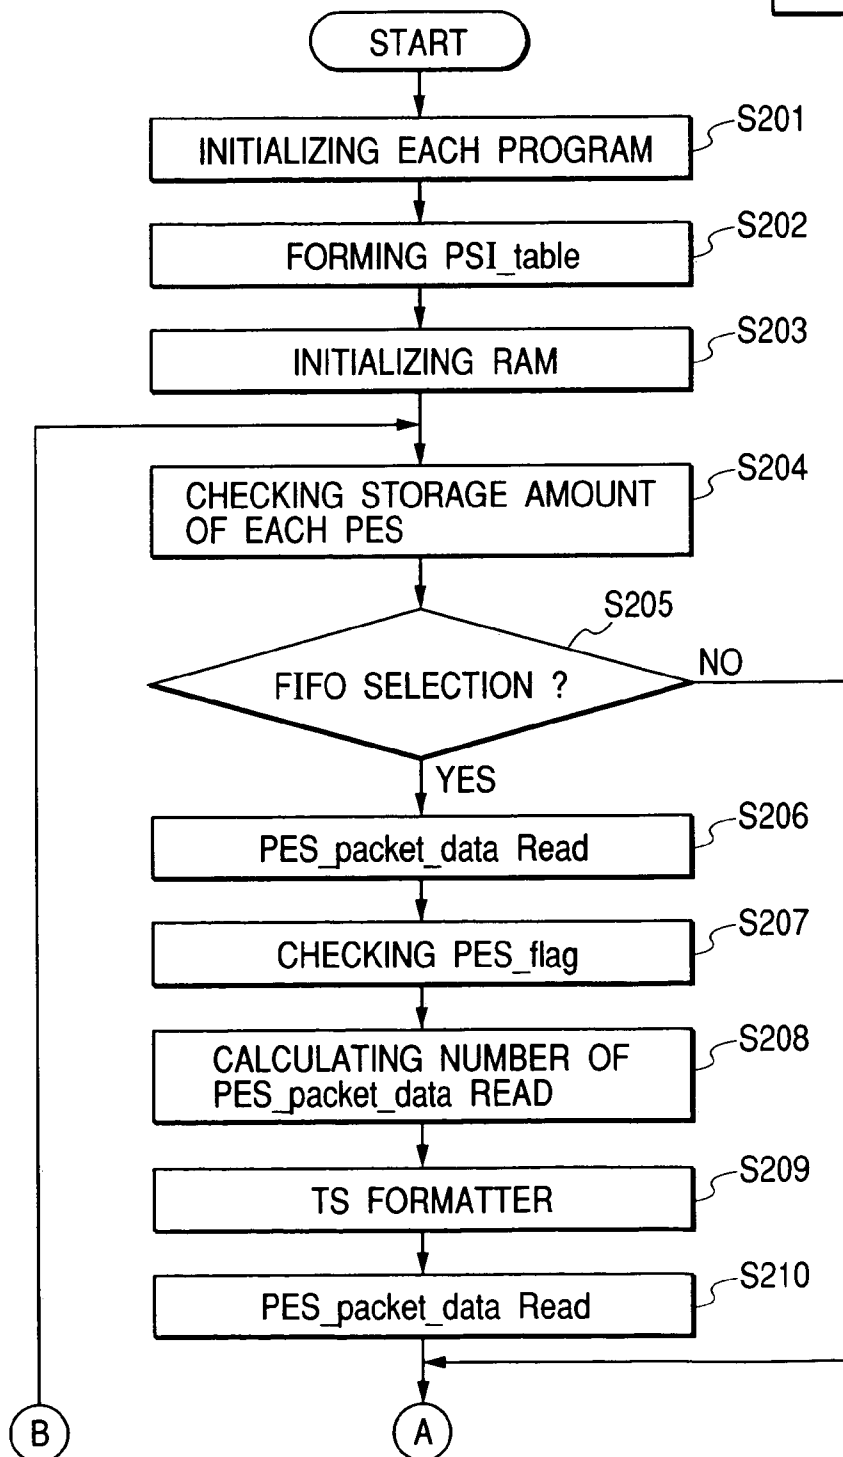 START
INITIALIZING EACH PROGRAM
S201
FORMING PSI_table
S202
INITIALIZING RAM
S203
CHECKING STORAGE AMOUNT
OF EACH PES
S204
FIFO SELECTION ?
S205
NO
YES
PES_packet_data Read
S206
CHECKING PES_flag
S207
CALCULATING NUMBER OF
PES_packet_data READ
S208
TS FORMATTER
S209
PES_packet_data Read
S210
B
A